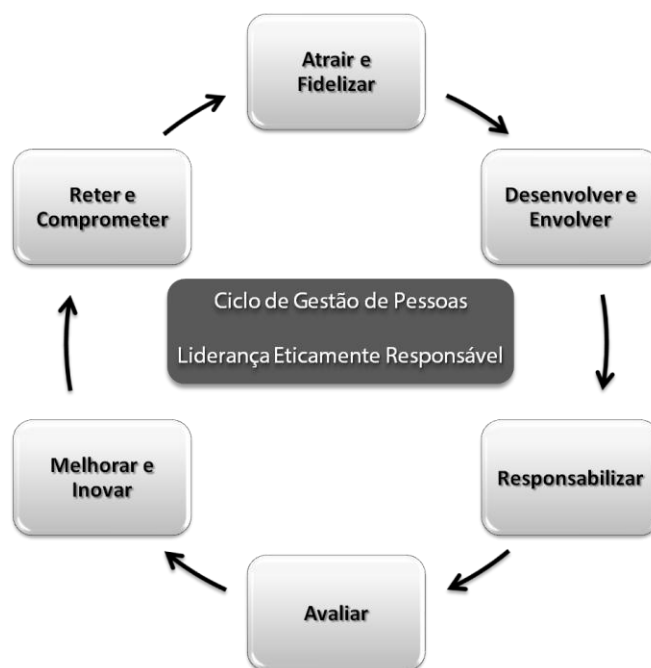 Atrair e
Fidelizar
Desenvolver e
Envolver
Responsabilizar
Avaliar
Melhorar e
Inovar
Reter e
Comprometer
Ciclo de Gestão de Pessoas
Liderança Eticamente Responsável